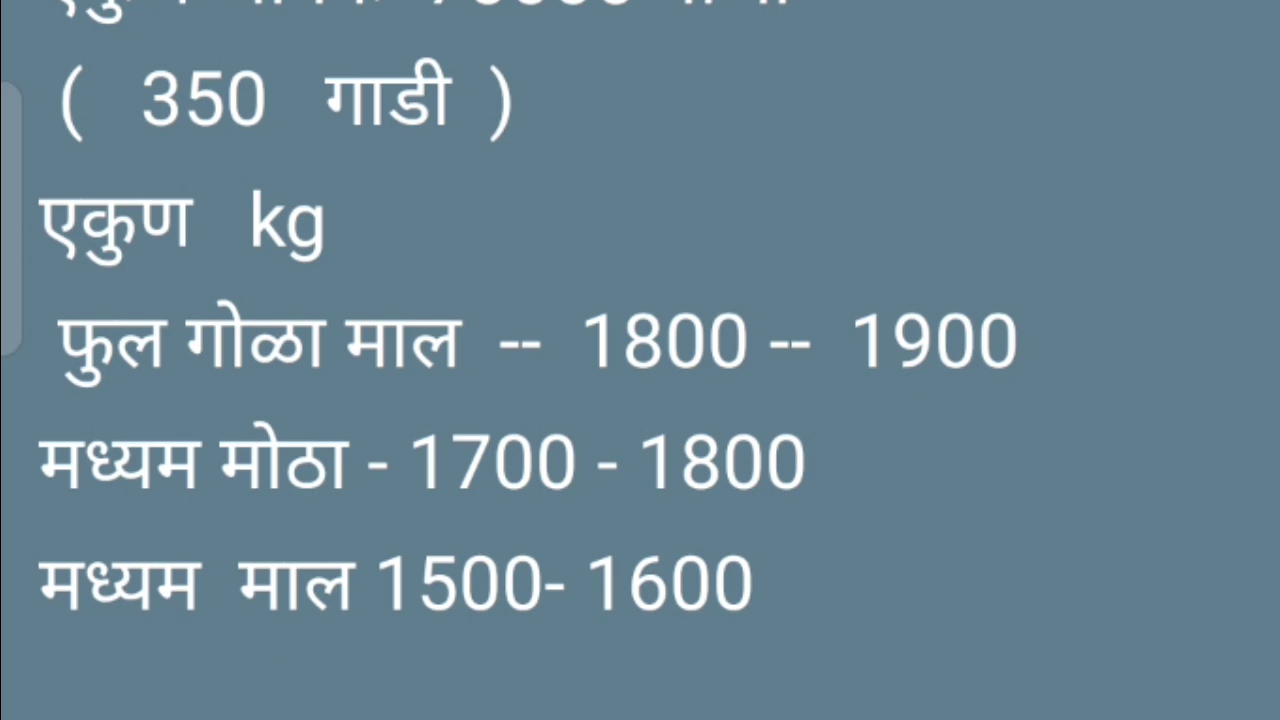 ( 350 गाडी )
एकुण kg
फुल गोळा माल -- 1800 -- 1900
मध्यम मोठा - 1700 - 1800
मध्यम माल 1500- 1600